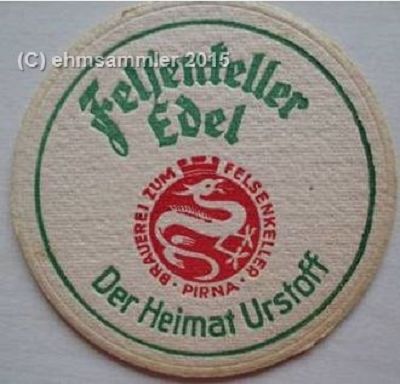 (C) ehmsammler 2015
Felsenkeller
Edel
BRAUEREI ZUM FELSENKELLER
· PIRNA ·
Der Heimat Urstoff